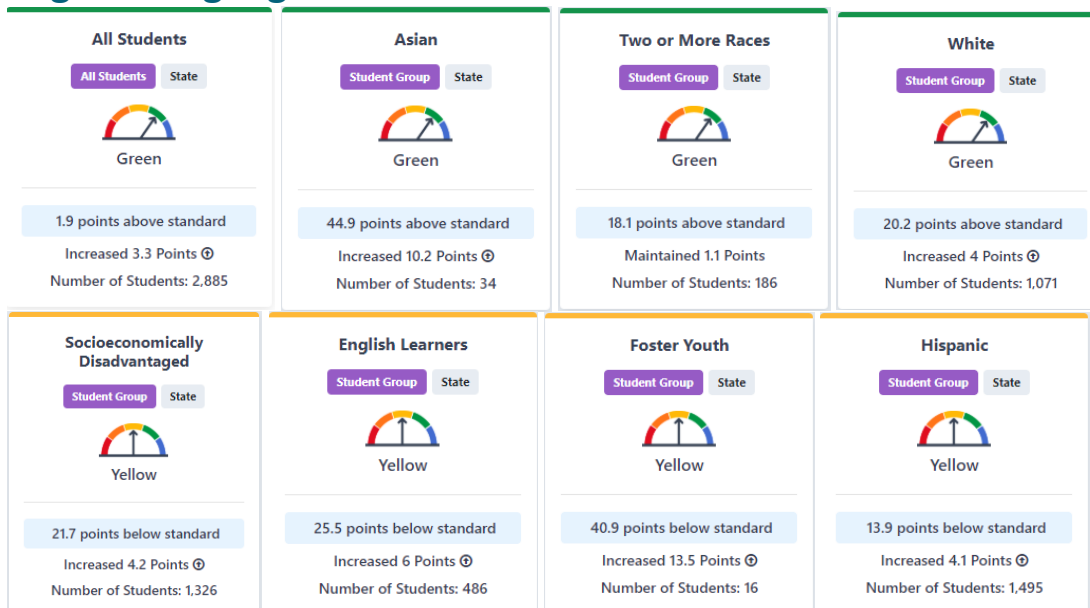 All Students
All Students State
Green
1.9 points above standard
Increased 3.3 Points
Number of Students: 2,885
Asian
Student Group State
Green
44.9 points above standard
Increased 10.2 Points
Number of Students: 34
Two or More Races
Student Group State
Green
18.1 points above standard
Maintained 1.1 Points
Number of Students: 186
White
Student Group State
Green
20.2 points above standard
Increased 4 Points
Number of Students: 1,071
Socioeconomically
Disadvantaged
Student Group State
Yellow
21.7 points below standard
Increased 4.2 Points
Number of Students: 1,326
English Learners
Student Group State
Yellow
25.5 points below standard
Increased 6 Points
Number of Students: 486
Foster Youth
Student Group State
Yellow
40.9 points below standard
Increased 13.5 Points
Number of Students: 16
Hispanic
Student Group State
Yellow
13.9 points below standard
Increased 4.1 Points
Number of Students: 1,495